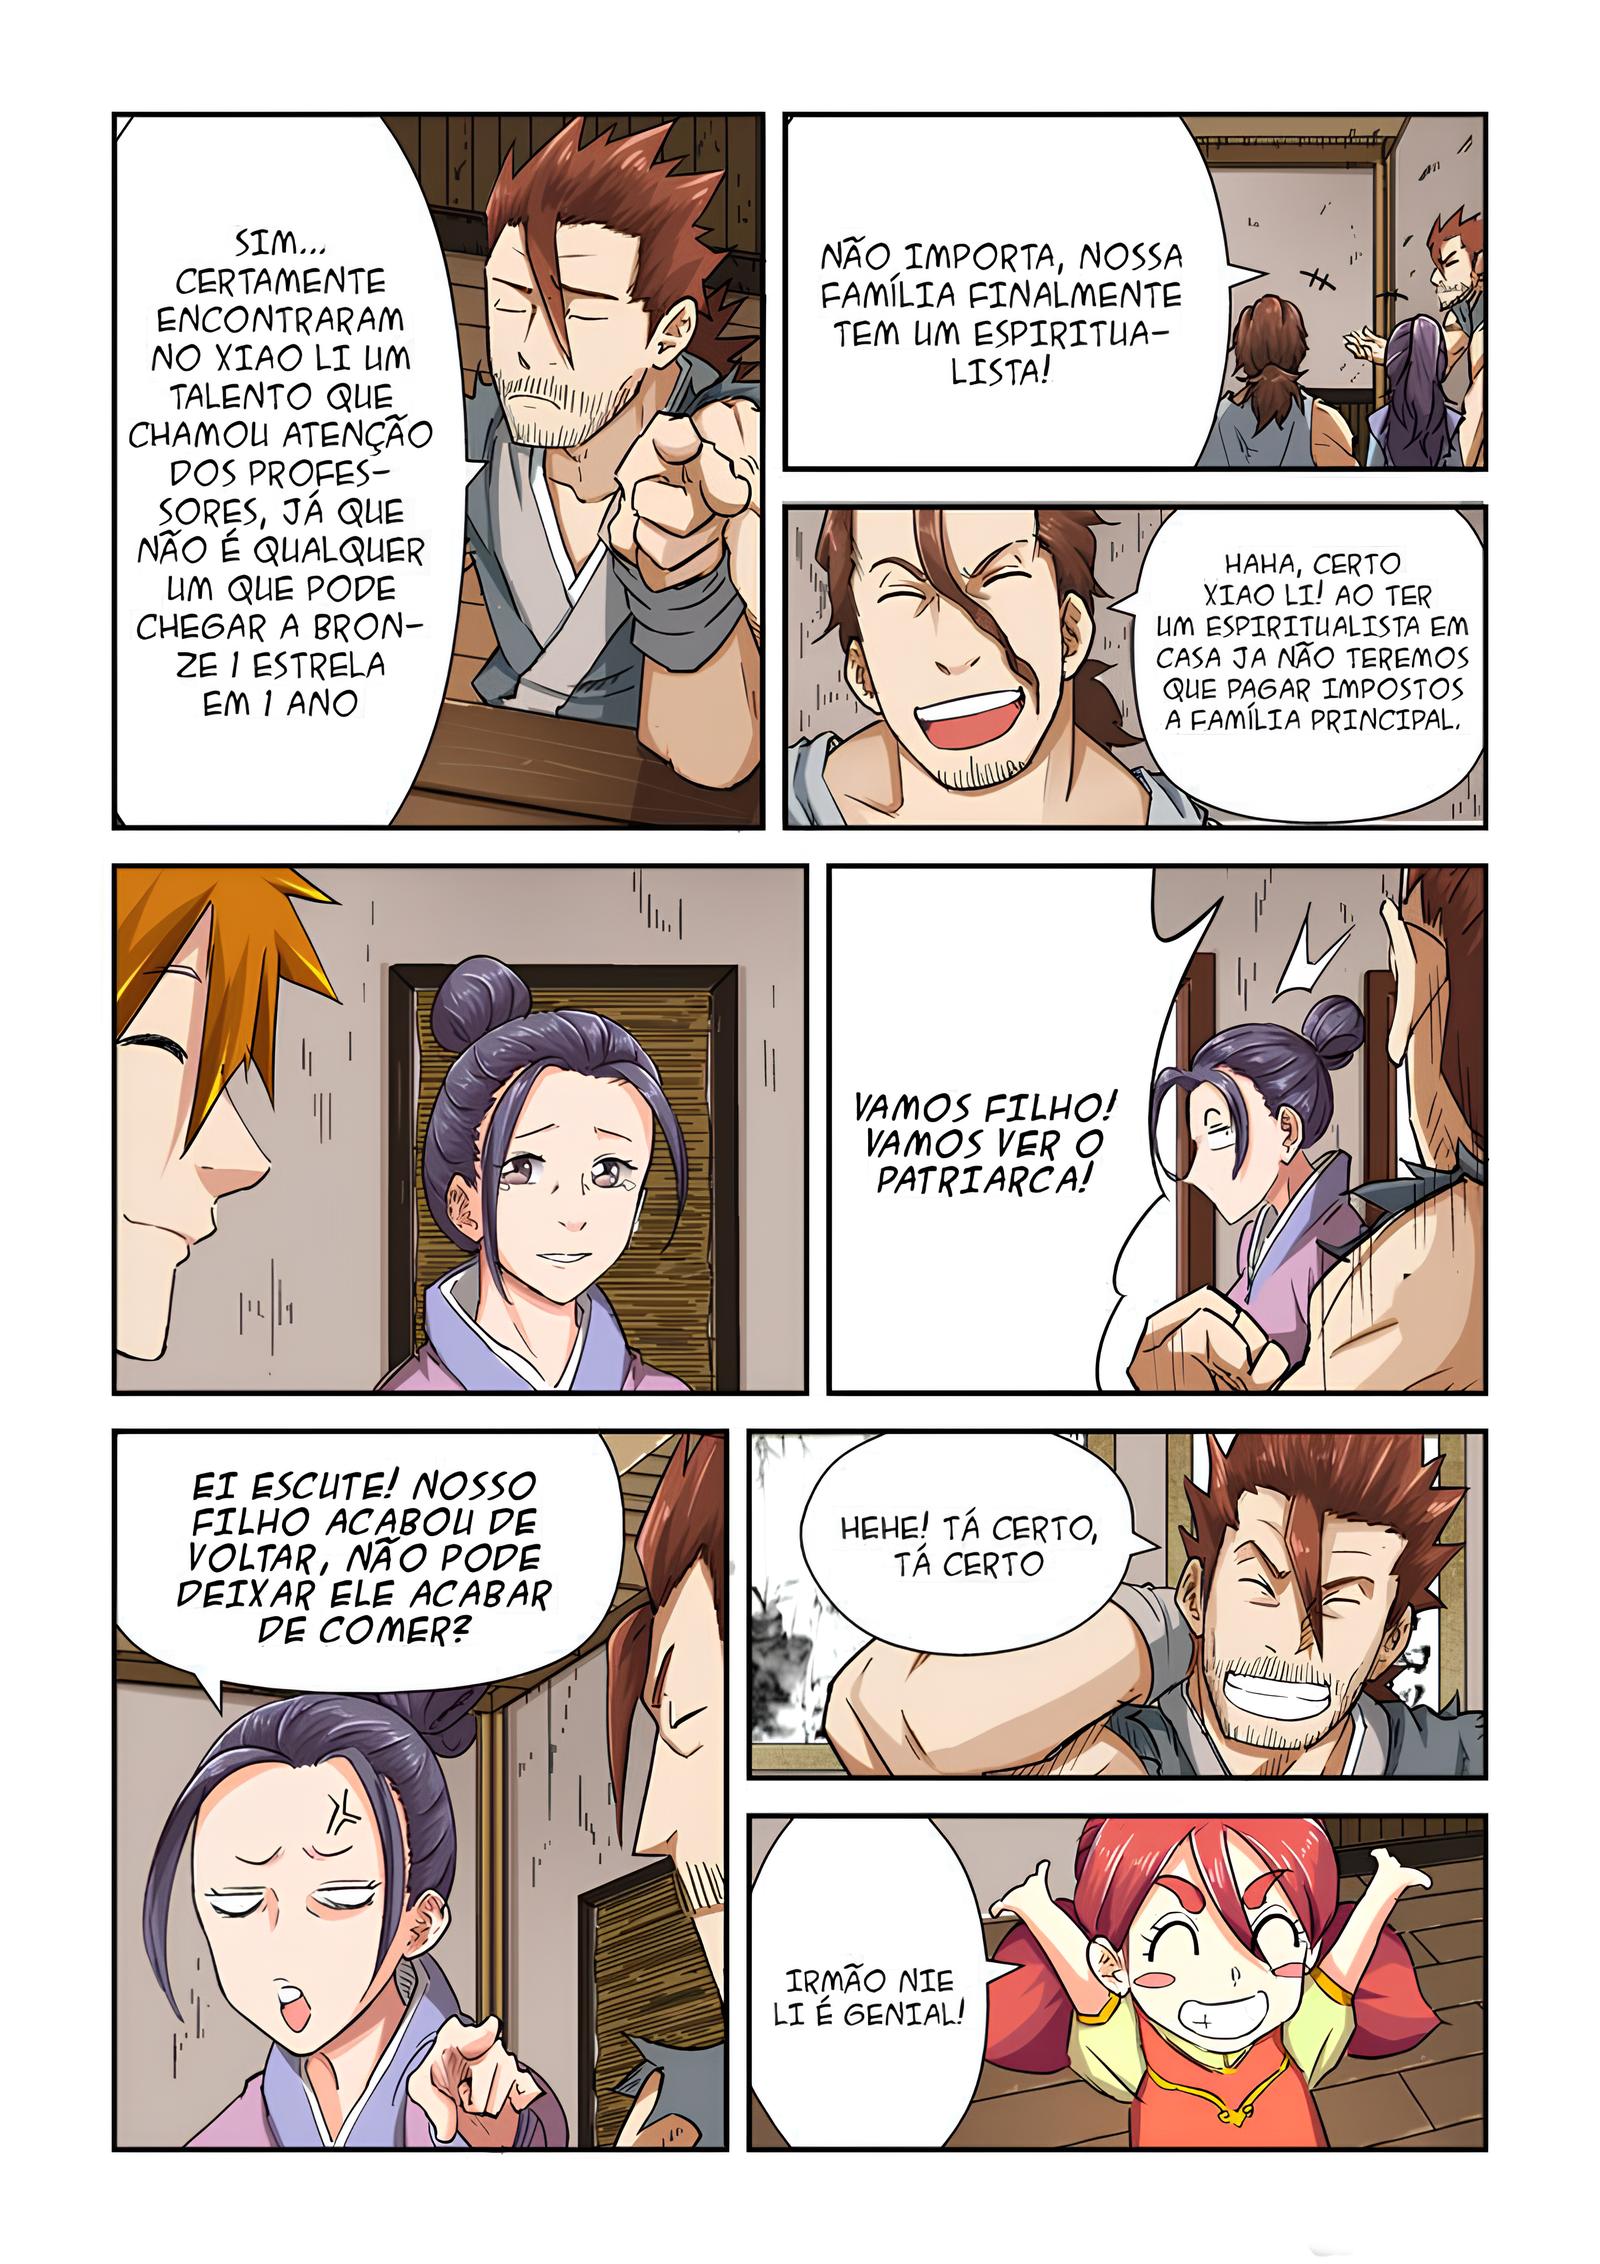 SIM...
CERTAMENTE
ENCONTRARAM
NO XIAO LI UM
TALENTO QUE
CHAMOU ATENÇÃO
DOS PROFES-
SORES, JÁ QUE
NÃO É QUALQUER
UM QUE PODE
CHEGAR A BRON-
ZE 1 ESTRELA
EM 1 ANO
NÃO IMPORTA, NOSSA
FAMÍLIA FINALMENTE
TEM UM ESPIRITUA-
LISTA!
HAHA, CERTO
XIAO LI! AO TER
UM ESPIRITUALISTA EM
CASA JA NÃO TEREMOS
QUE PAGAR IMPOSTOS
A FAMÍLIA PRINCIPAL.
VAMOS FILHO!
VAMOS VER O
PATRIARCA!
EI ESCUTE! NOSSO
FILHO ACABOU DE
VOLTAR, NÃO PODE
DEIXAR ELE ACABAR
DE COMER?
HEHE! TÁ CERTO,
TÁ CERTO
IRMÃO NIE
LI É GENIAL!